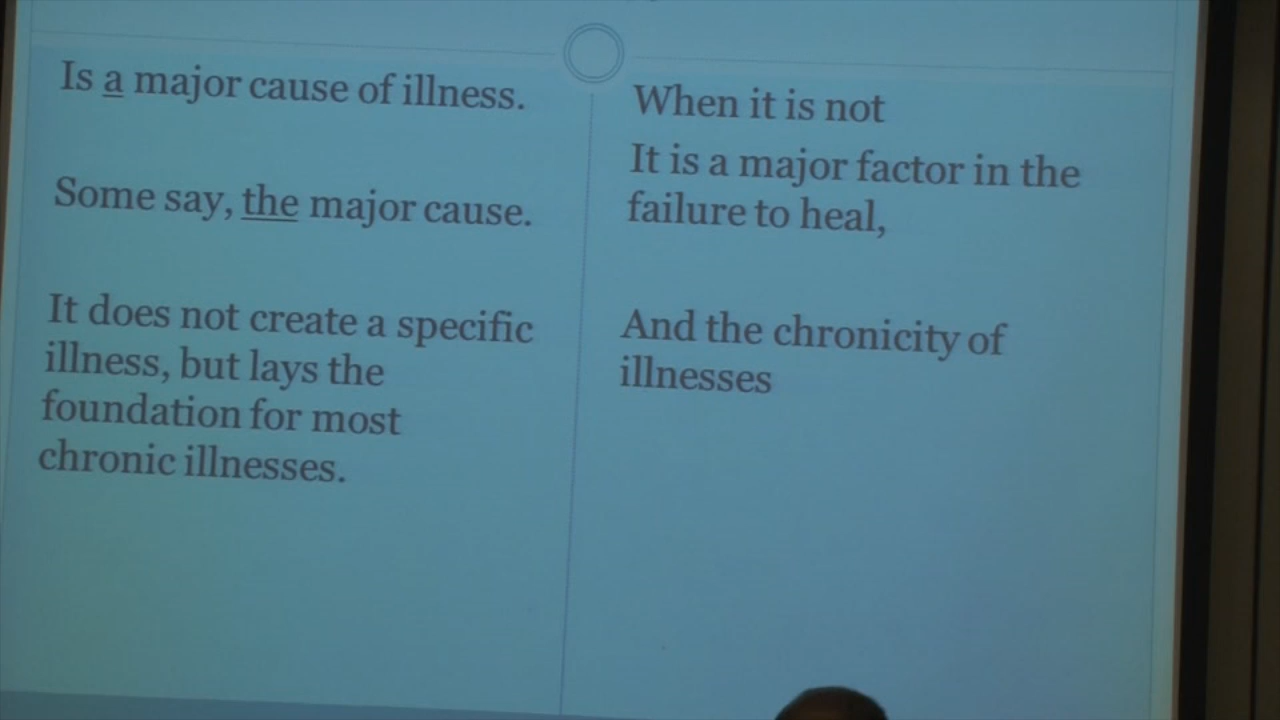 Is a major cause of illness.
Some say, the major cause.
It does not create a specific
illness, but lays the
foundation for most
chronic illnesses.
When it is not
It is a major factor in the
failure to heal,
And the chronicity of
illnesses